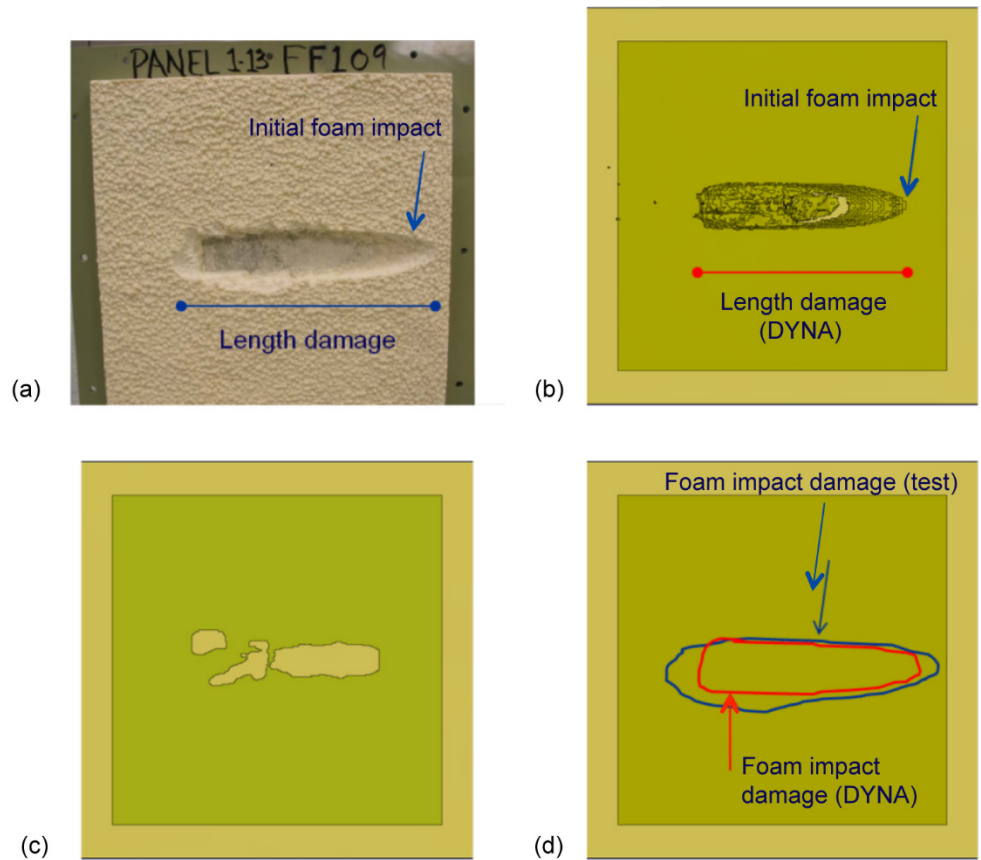 PANEL 1-13 FF109
Initial foam impact
Length damage
(a)
Initial foam impact
Length damage
(DYNA)
(b)
(c)
Foam impact damage (test)
Foam impact
damage (DYNA)
(d)